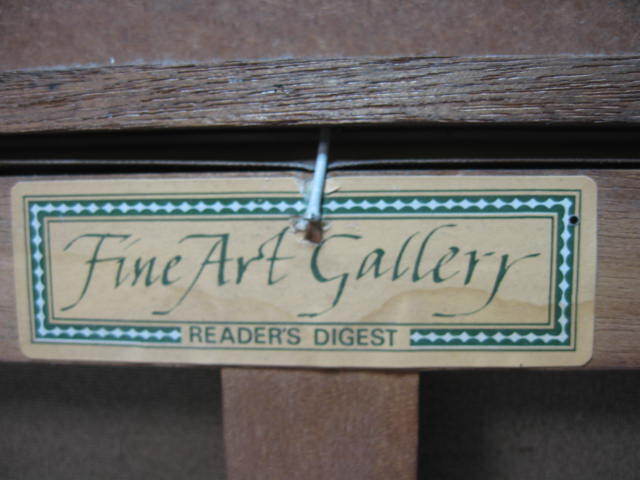 Fine Art Gallery
READER'S DIGEST